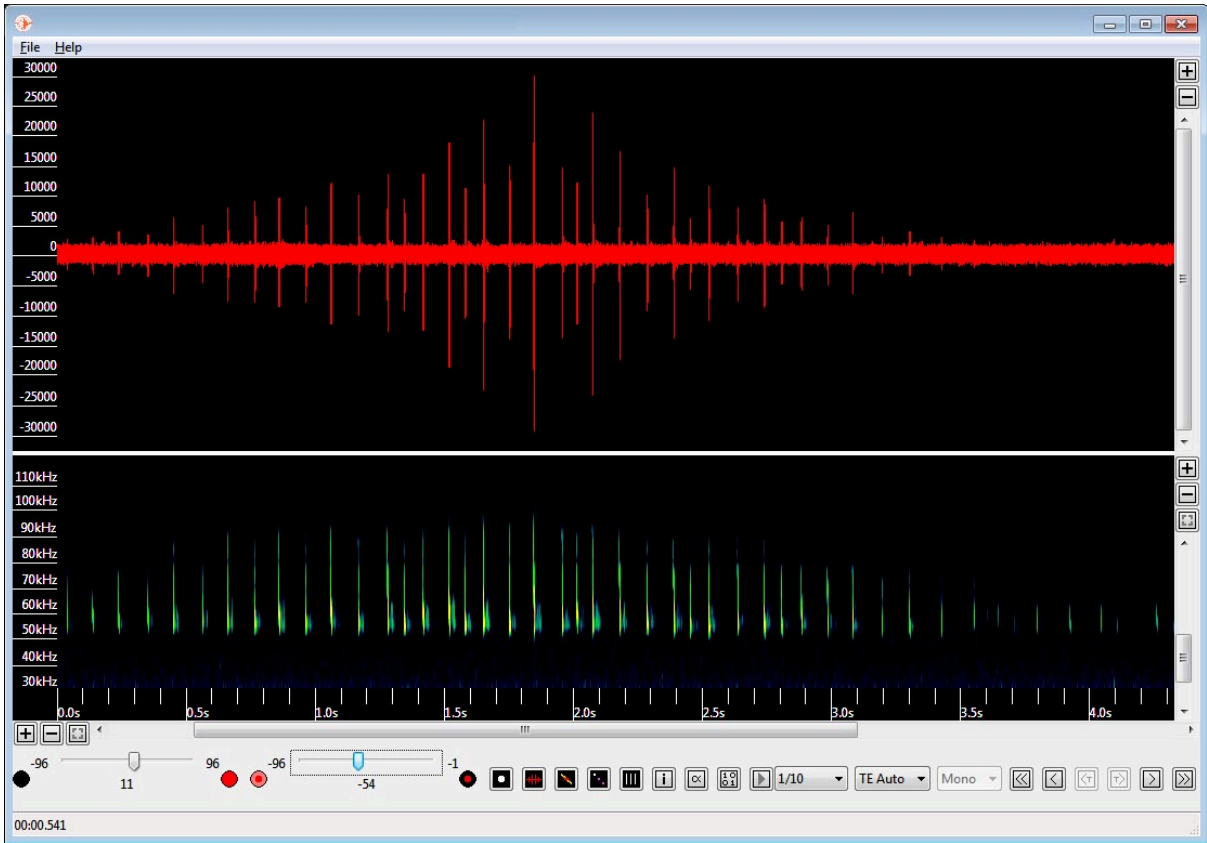 File Help
30000
25000
20000
15000
10000
5000
0
-5000
-10000
-15000
-20000
-25000
-30000
110kHz
100kHz
90kHz
80kHz
70kHz
60kHz
50kHz
40kHz
30kHz
0.0s 0.5s 1.0s 1.5s 2.0s 2.5s 3.0s 3.5s 4.0s
-96 96 -96 -1
11 -54
i α 10 01 1/10 TE Auto Mono T T
00:00.541